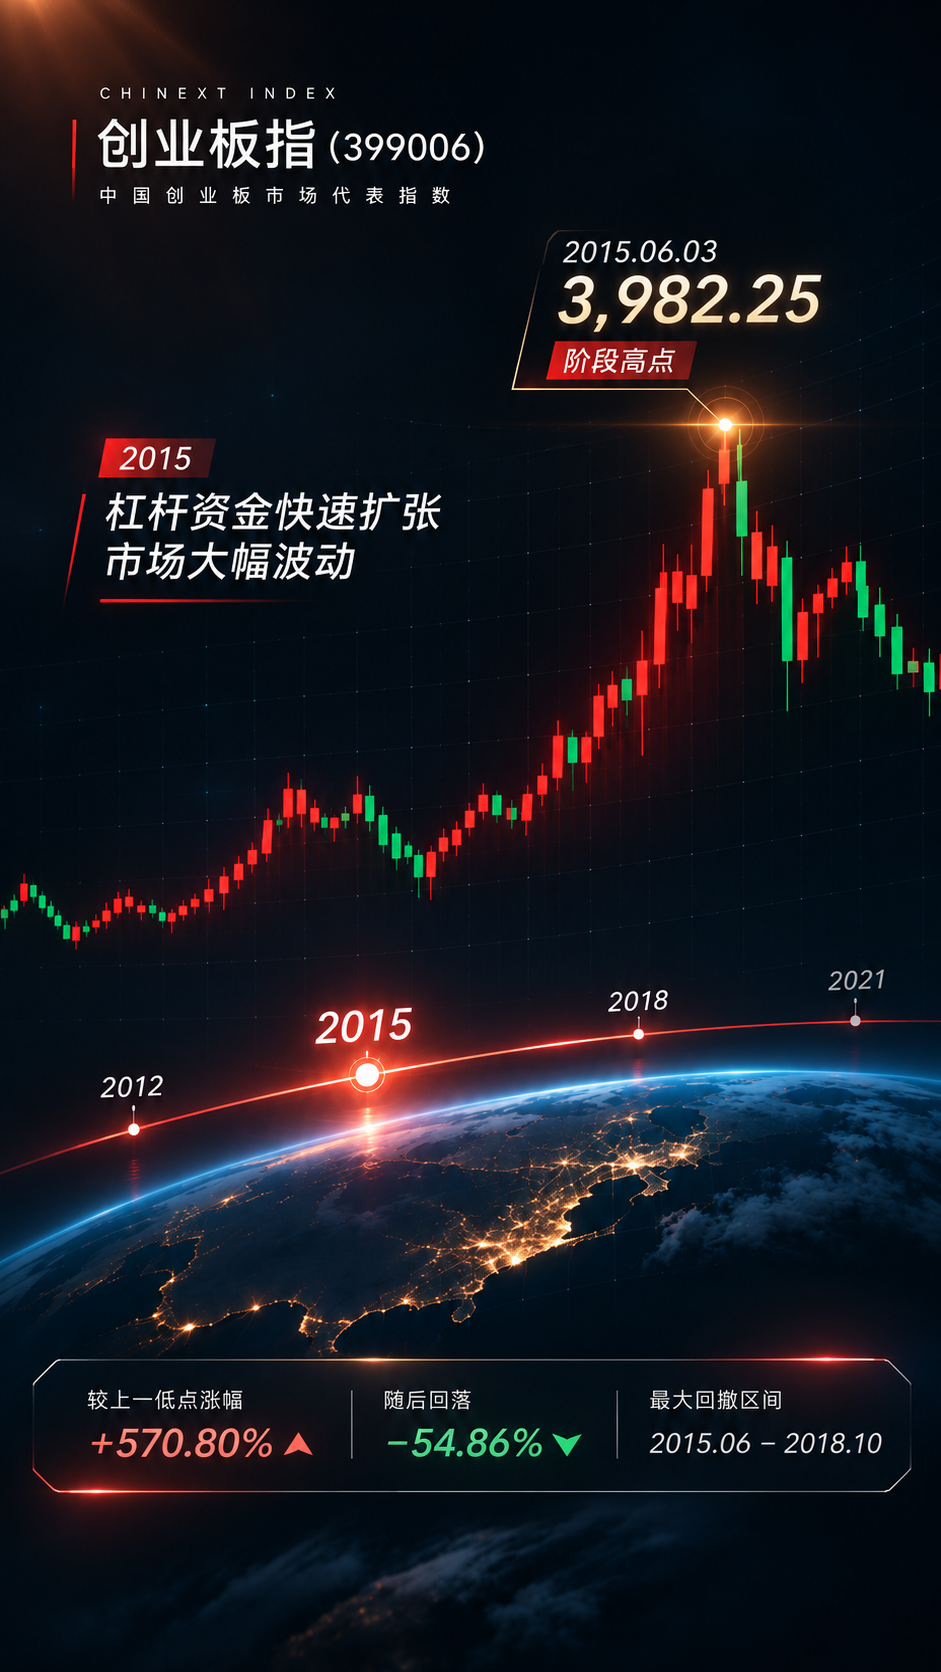 CHINEXT INDEX
创业板指(399006)
中国创业板市场代表指数
2015.06.03
3,982.25
阶段高点
2015
杠杆资金快速扩张
市场大幅波动
2012
2015
2018
2021
较上一低点涨幅
+570.80%
随后回落
−54.86%
最大回撤区间
2015.06 − 2018.10